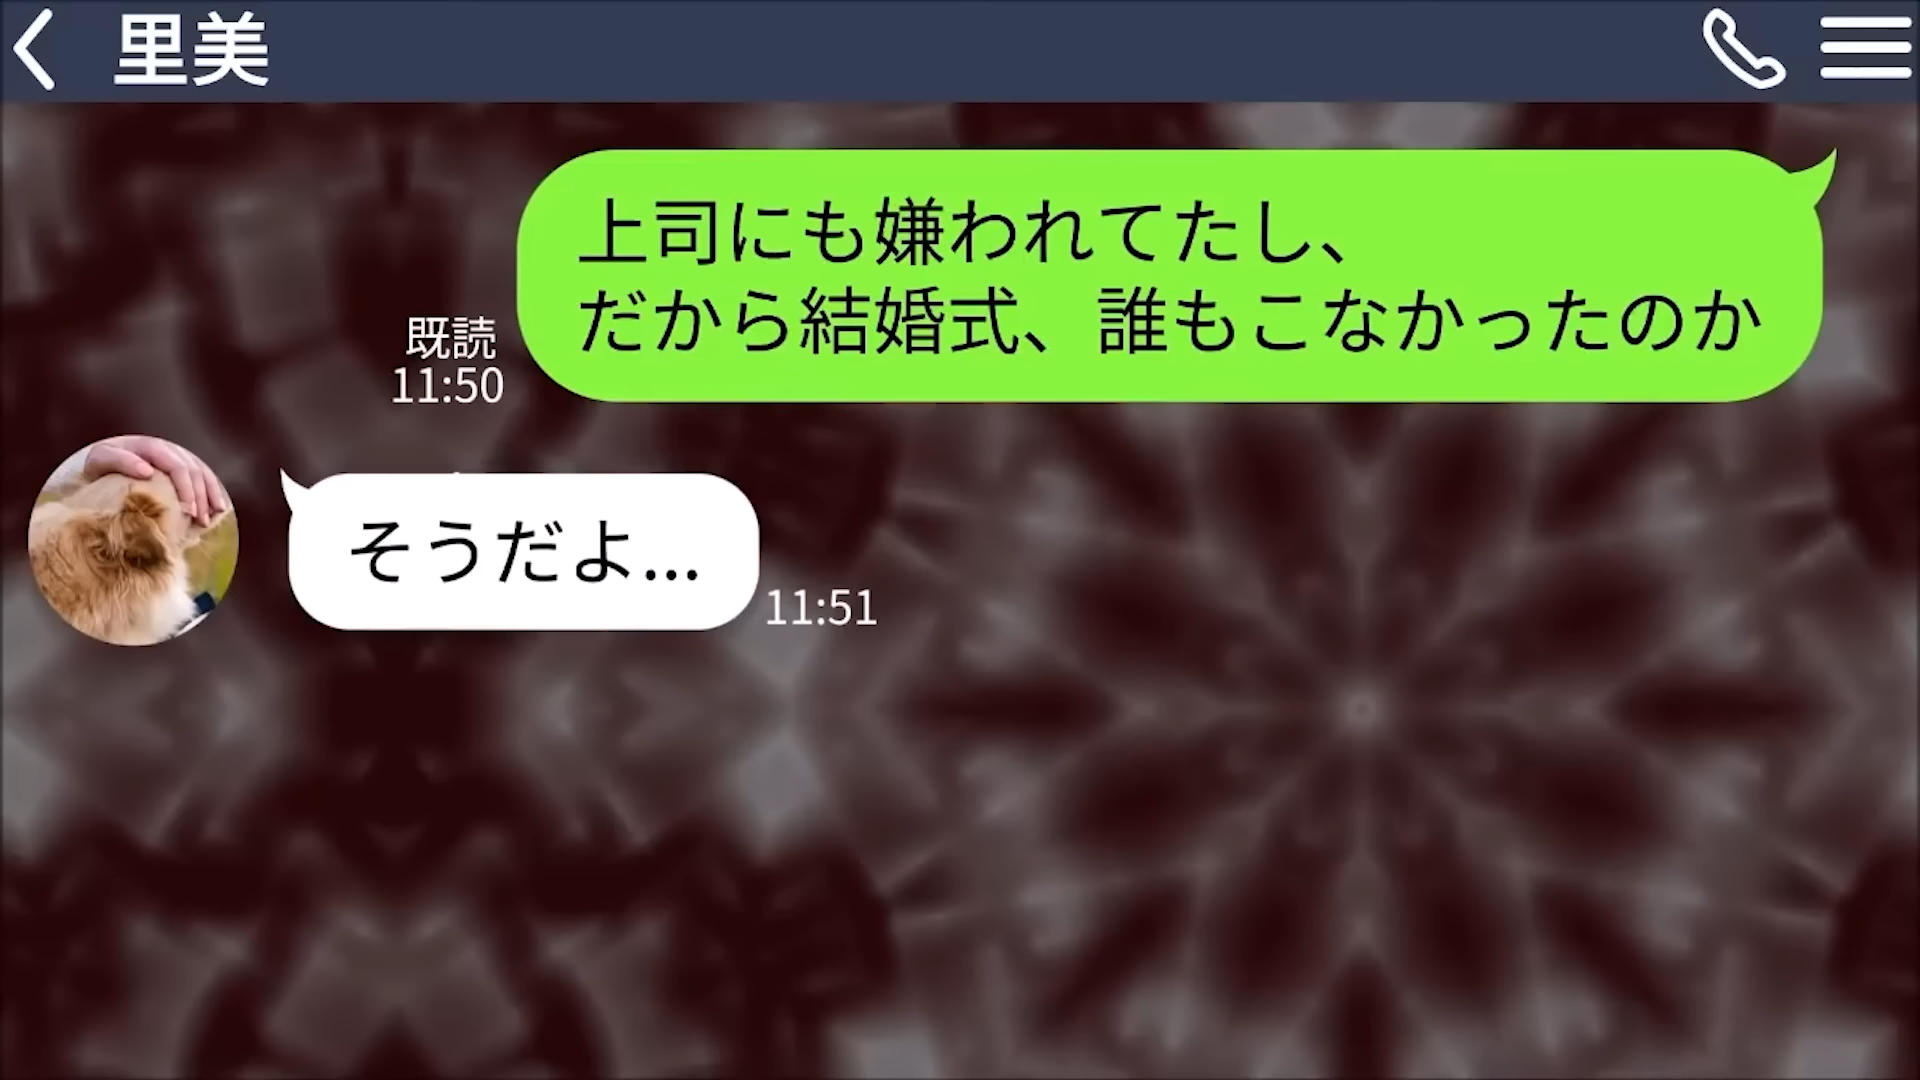 里美
上司にも嫌われてたし、
だから結婚式、誰もこなかったのか
既読
11:50
そうだよ...
11:51